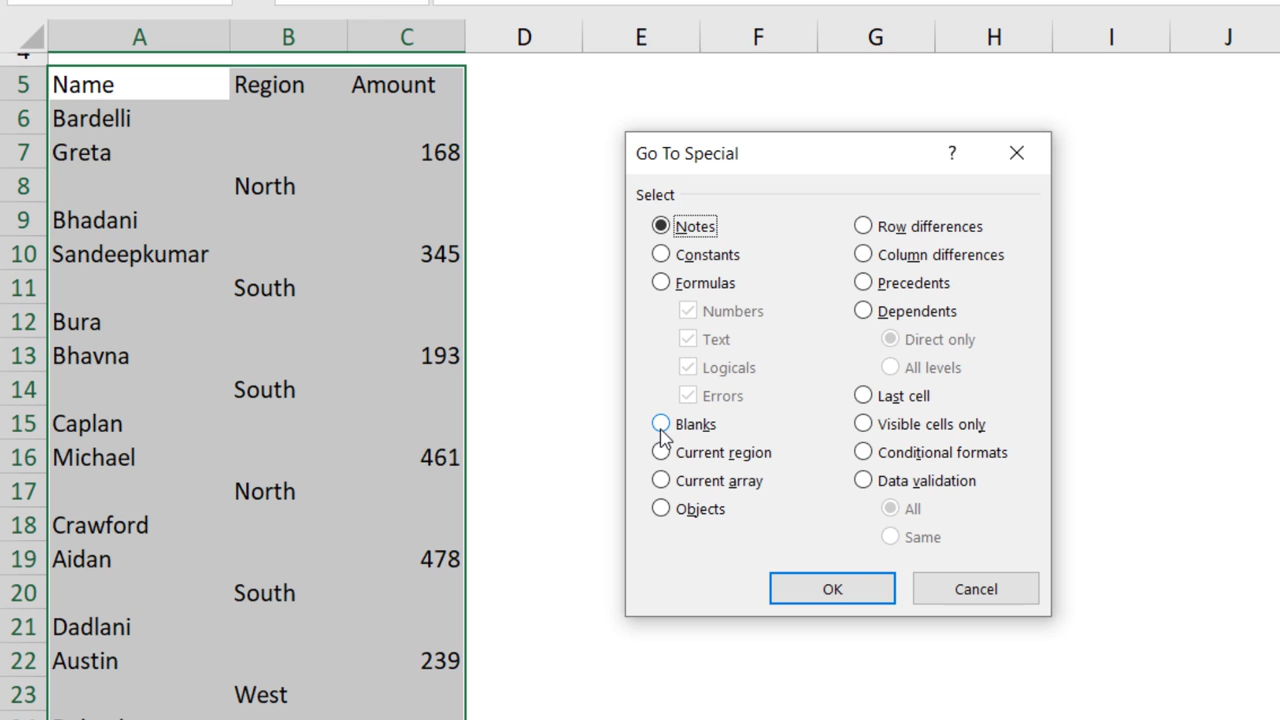 A B C D E F G H I J
5 Name Region Amount
6 Bardelli
7 Greta 168
8 North
9 Bhadani
10 Sandeepkumar 345
11 South
12 Bura
13 Bhavna 193
14 South
15 Caplan
16 Michael 461
17 North
18 Crawford
19 Aidan 478
20 South
21 Dadlani
22 Austin 239
23 West
Go To Special ?
Select
Notes Row differences
Constants Column differences
Formulas Precedents
Numbers Dependents
Text Direct only
Logicals All levels
Errors Last cell
Blanks Visible cells only
Current region Conditional formats
Current array Data validation
Objects All
Same
OK Cancel